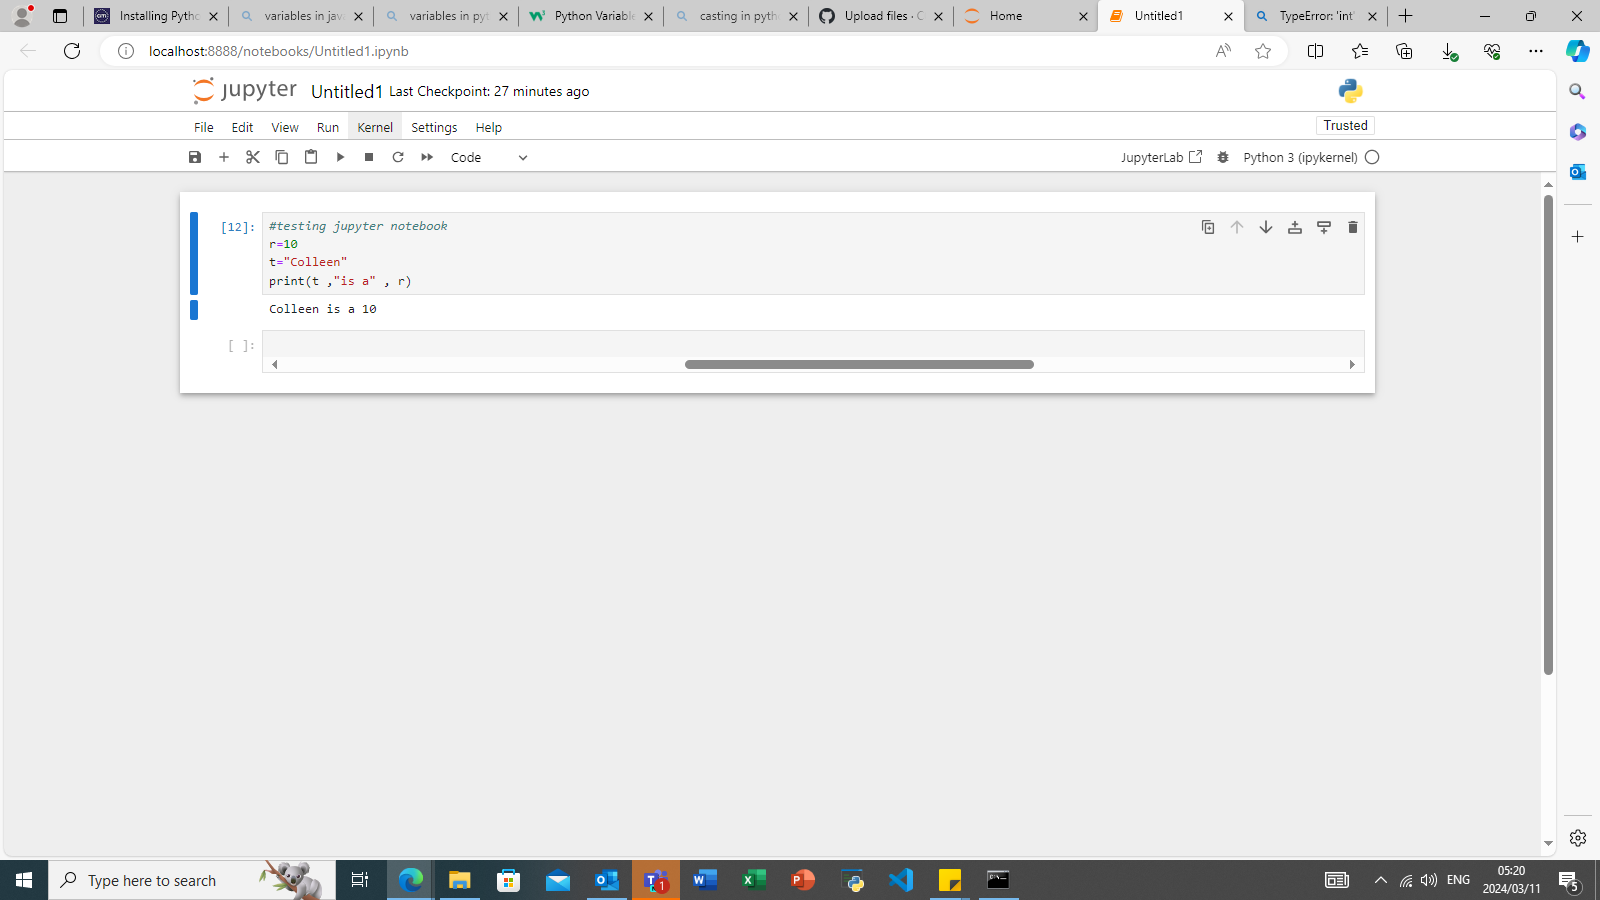 Installing Pytho
variables in jav
variables in pyt
Python Variable
casting in pytho
Upload files · C
Home
Untitled1
TypeError: 'int'
localhost:8888/notebooks/Untitled1.ipynb
jupyter Untitled1 Last Checkpoint: 27 minutes ago
File Edit View Run Kernel Settings Help
Trusted
Code
JupyterLab
Python 3 (ipykernel)
[12]:
#testing jupyter notebook
r=10
t="Colleen"
print(t ,"is a" , r)
Colleen is a 10
[ ]:
Type here to search
1
ENG
05:20
2024/03/11
5